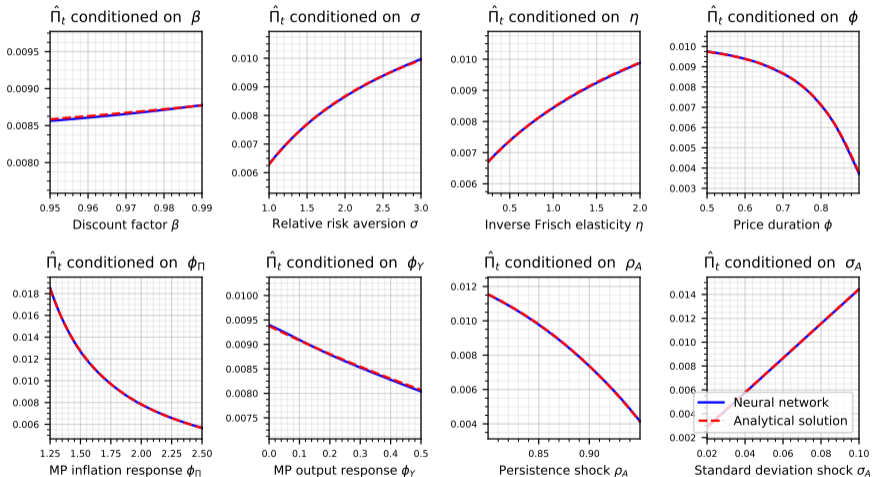 Π̂t conditioned on β
0.0095
0.0090
0.0085
0.0080
0.95 0.96 0.97 0.98 0.99
Discount factor β
Π̂t conditioned on σ
0.010
0.009
0.008
0.007
0.006
1.0 1.5 2.0 2.5 3.0
Relative risk aversion σ
Π̂t conditioned on η
0.010
0.009
0.008
0.007
0.006
0.5 1.0 1.5 2.0
Inverse Frisch elasticity η
Π̂t conditioned on ϕ
0.010
0.009
0.008
0.007
0.006
0.005
0.004
0.003
0.5 0.6 0.7 0.8
Price duration ϕ
Π̂t conditioned on ϕΠ
0.018
0.016
0.014
0.012
0.010
0.008
0.006
1.25 1.50 1.75 2.00 2.25 2.50
MP inflation response ϕΠ
Π̂t conditioned on ϕY
0.0100
0.0095
0.0090
0.0085
0.0080
0.0075
0.0 0.1 0.2 0.3 0.4 0.5
MP output response ϕY
Π̂t conditioned on ρA
0.012
0.010
0.008
0.006
0.004
0.85 0.90
Persistence shock ρA
Π̂t conditioned on σA
0.014
0.012
0.010
0.008
0.006
0.004
0.002
0.02 0.04 0.06 0.08 0.10
Standard deviation shock σA
Neural network
Analytical solution